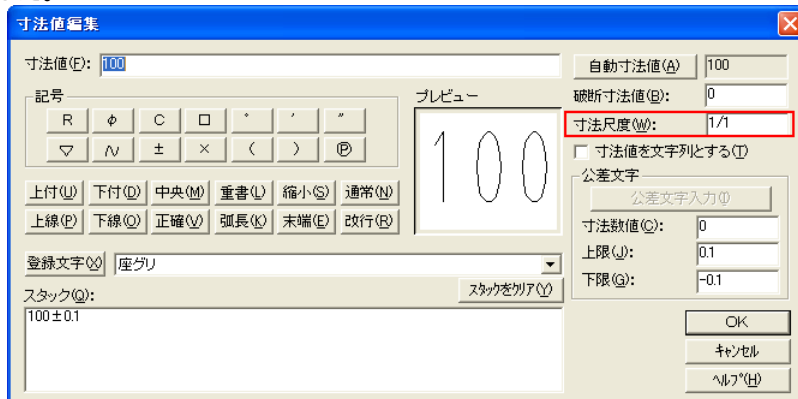 寸法値編集
寸法値(F): 100
自動寸法値(A) 100
記号
プレビュー
破断寸法値(B): 0
R φ C □ ° ′ ″
寸法尺度(W): 1/1
▽ ± × ( ) Ⓟ
100
寸法値を文字列とする(T)
公差文字
上付(U) 下付(D) 中央(M) 重書(L) 縮小(S) 通常(N)
公差文字入力(I)
上線(P) 下線(O) 正確(V) 弧長(K) 末端(E) 改行(R)
寸法数値(C): 0
上限(J): 0.1
登録文字(X) 座グリ
下限(G): -0.1
スタック(Q):
スタックをクリア(Y)
100±0.1
OK
キャンセル
ヘルプ(H)